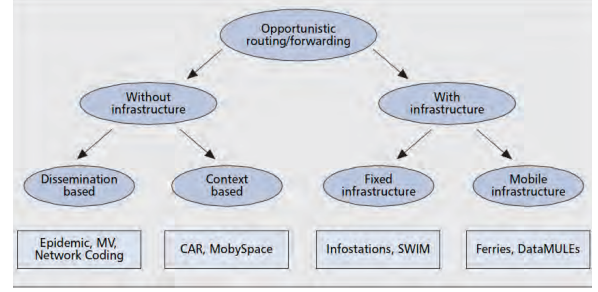 Opportunistic
routing/forwarding
Without
infrastructure
With
infrastructure
Dissemination
based
Context
based
Fixed
infrastructure
Mobile
infrastructure
Epidemic, MV,
Network Coding
CAR, MobySpace
Infostations, SWIM
Ferries, DataMULEs